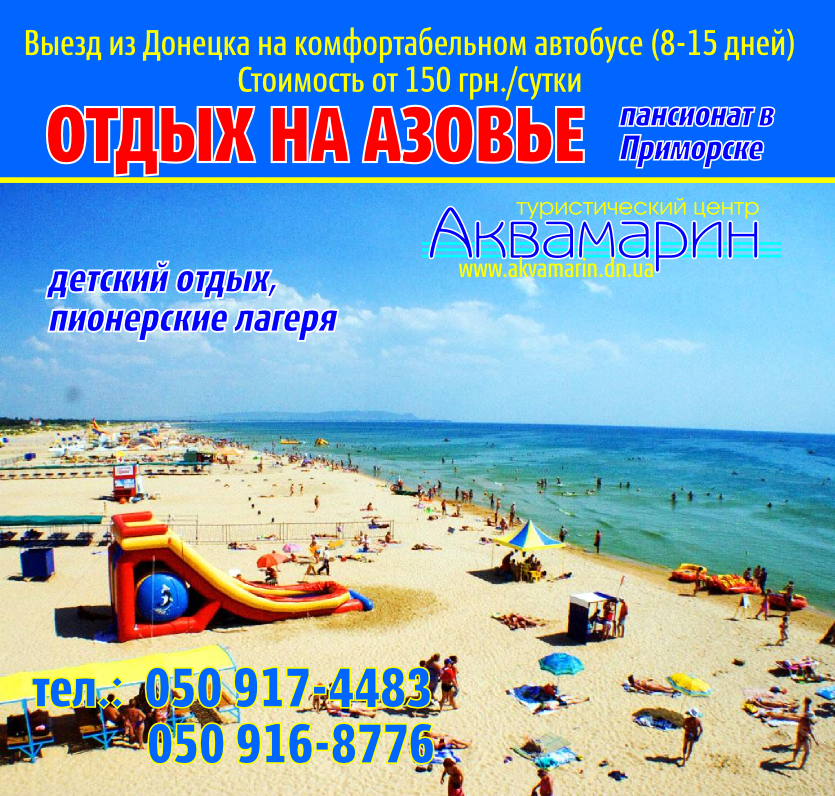 Выезд из Донецка на комфортабельном автобусе (8-15 дней)
Стоимость от 150 грн./сутки
ОТДЫХ НА АЗОВЬЕ
пансионат в
Приморске
туристический центр
Аквамарин
www.akvamarin.dn.ua
детский отдых,
пионерские лагеря
тел.: 050 917-4483
050 916-8776